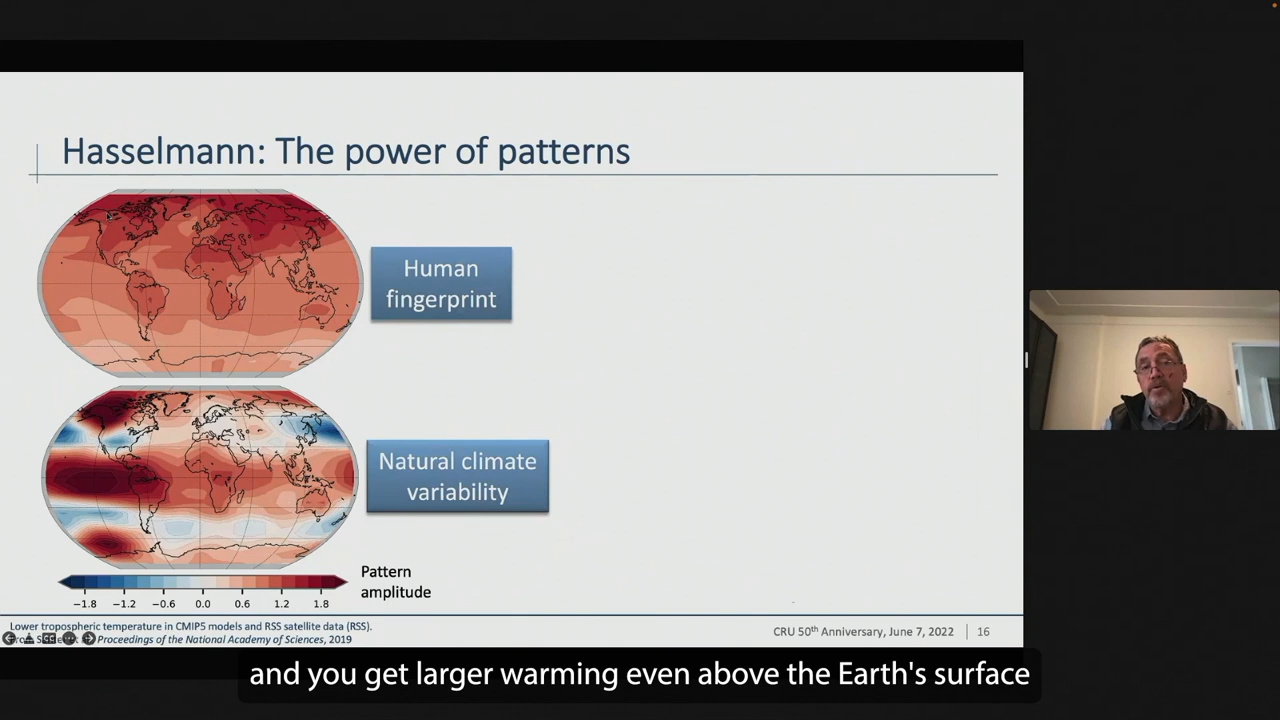 Hasselmann: The power of patterns
Human
fingerprint
Natural climate
variability
Pattern
amplitude
−1.8 −1.2 −0.6 0.0 0.6 1.2 1.8
Lower tropospheric temperature in CMIP5 models and RSS satellite data (RSS).
Proceedings of the National Academy of Sciences, 2019
CRU 50th Anniversary, June 7, 2022 16
and you get larger warming even above the Earth's surface